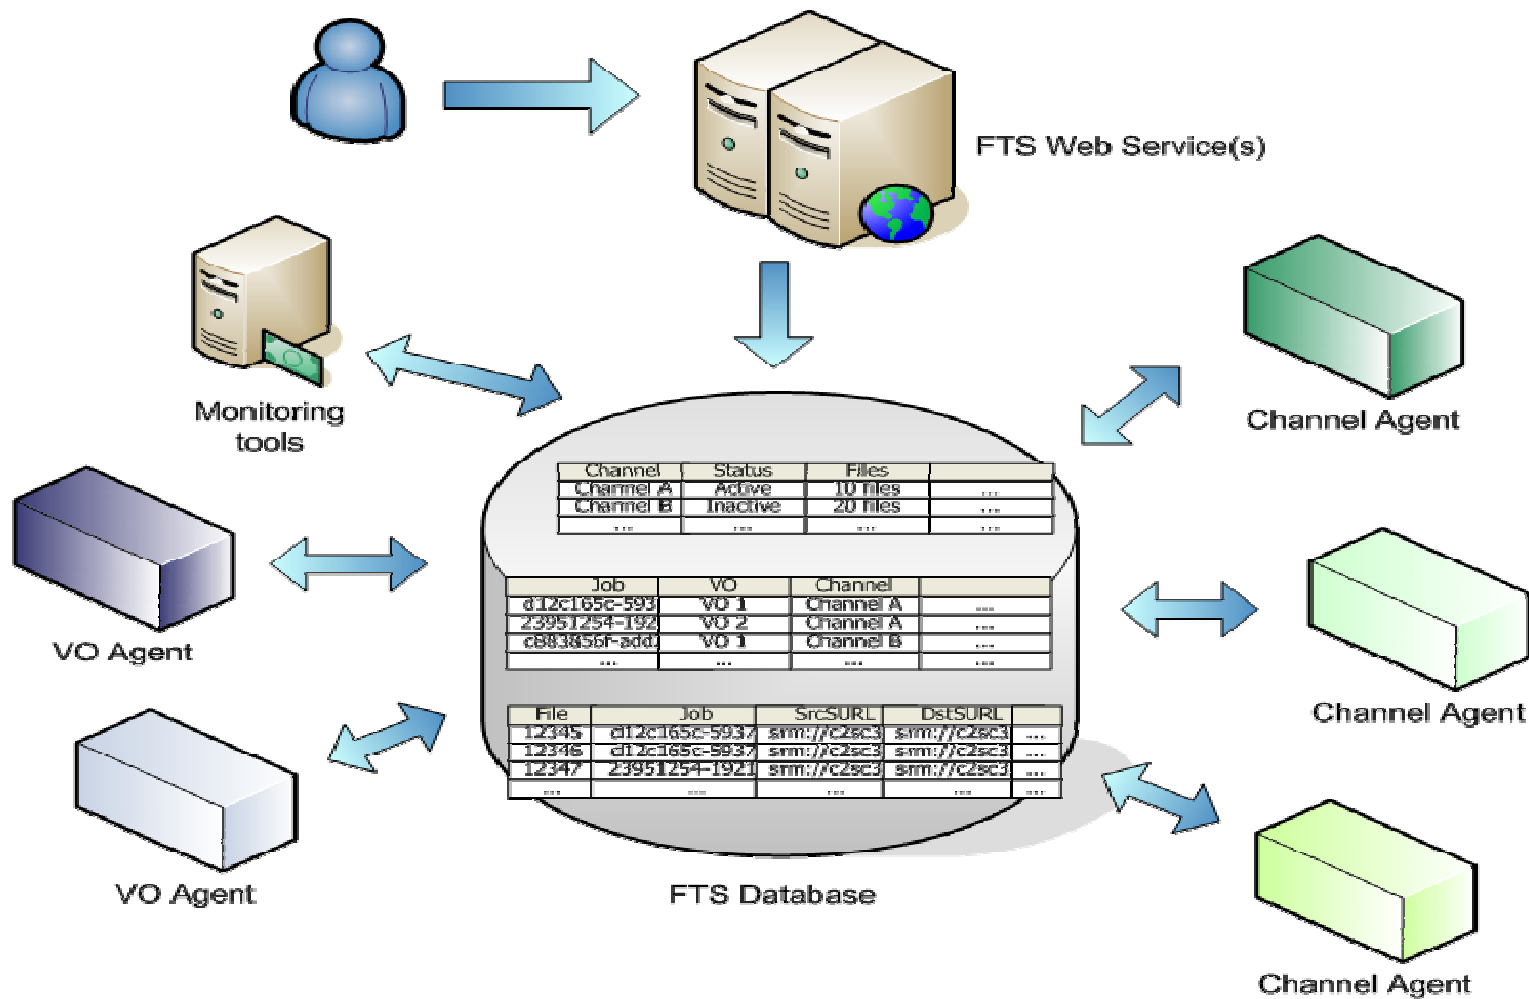 FTS Web Service(s)
Monitoring
tools
Channel Agent
Channel Status Files
Channel A Active 10 files ...
Channel B Inactive 20 files ...
... ... ... ...
VO Agent
Job VO Channel
d12c165c-593 VO 1 Channel A ...
23951254-192 VO 2 Channel A ...
c883856f-add VO 1 Channel B ...
... ... ... ...
Channel Agent
File Job SrcSURL DstSURL
12345 d12c165c-5937 srm://c2sc3 srm://c2sc3 ...
12346 d12c165c-5937 srm://c2sc3 srm://c2sc3 ...
12347 23951254-1921 srm://c2sc3 srm://c2sc3 ...
... ... ... ... ...
VO Agent
FTS Database
Channel Agent